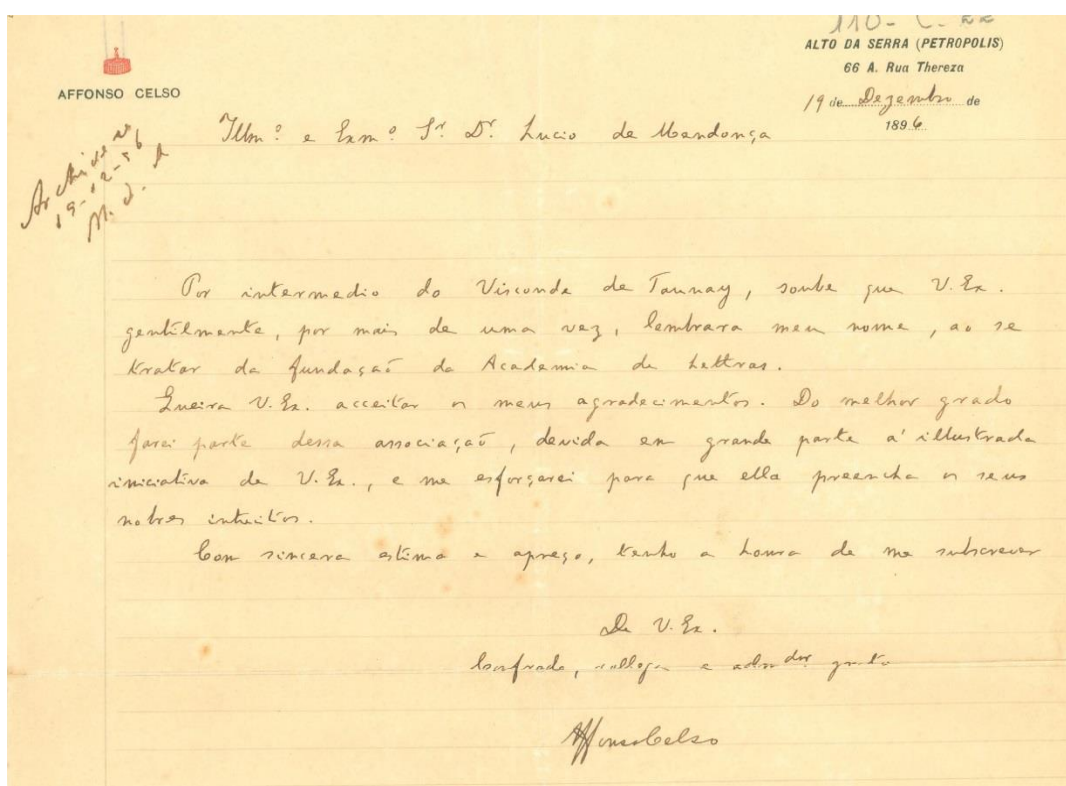 110-C-22
ALTO DA SERRA (PETROPOLIS)
66 A. Rua Thereza
19 de Dezembro de
1896
AFFONSO CELSO
Archive-se
19-12-96
M. de A
Illmº e Exmº Sr Dr Lucio de Mendonça
Por intermedio do Visconde de Taunay, soube que V. Ex.
gentilmente, por mais de uma vez, lembrara meu nome, ao se
tratar da fundação da Academia de Lettras.
Queira V. Ex. acceitar os meus agradecimentos. Do melhor grado
farei parte dessa associação, devida em grande parte á illustrada
iniciativa de V. Ex., e me esforçarei para que ella preencha os seus
nobres intuitos.
Com sincera estima e apreço, tenho a honra de me subscrever
De V. Ex.
Confrade, collega e admdor grato
Affonso Celso